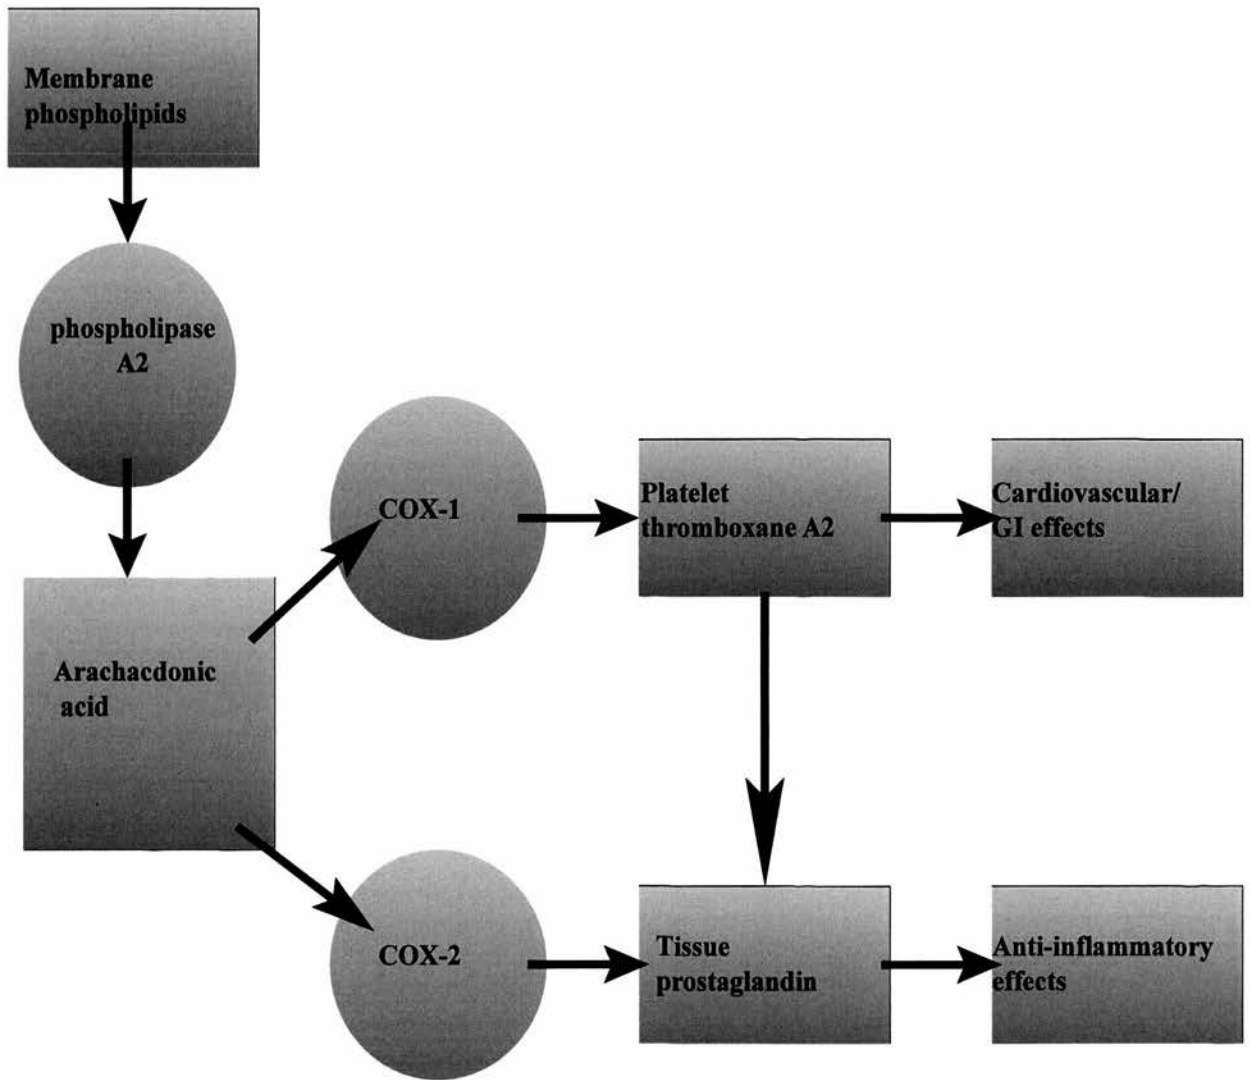 Membrane
phospholipids
phospholipase
A2
COX-1
Platelet
thromboxane A2
Cardiovascular/
GI effects
Arachacdonic
acid
COX-2
Tissue
prostaglandin
Anti-inflammatory
effects